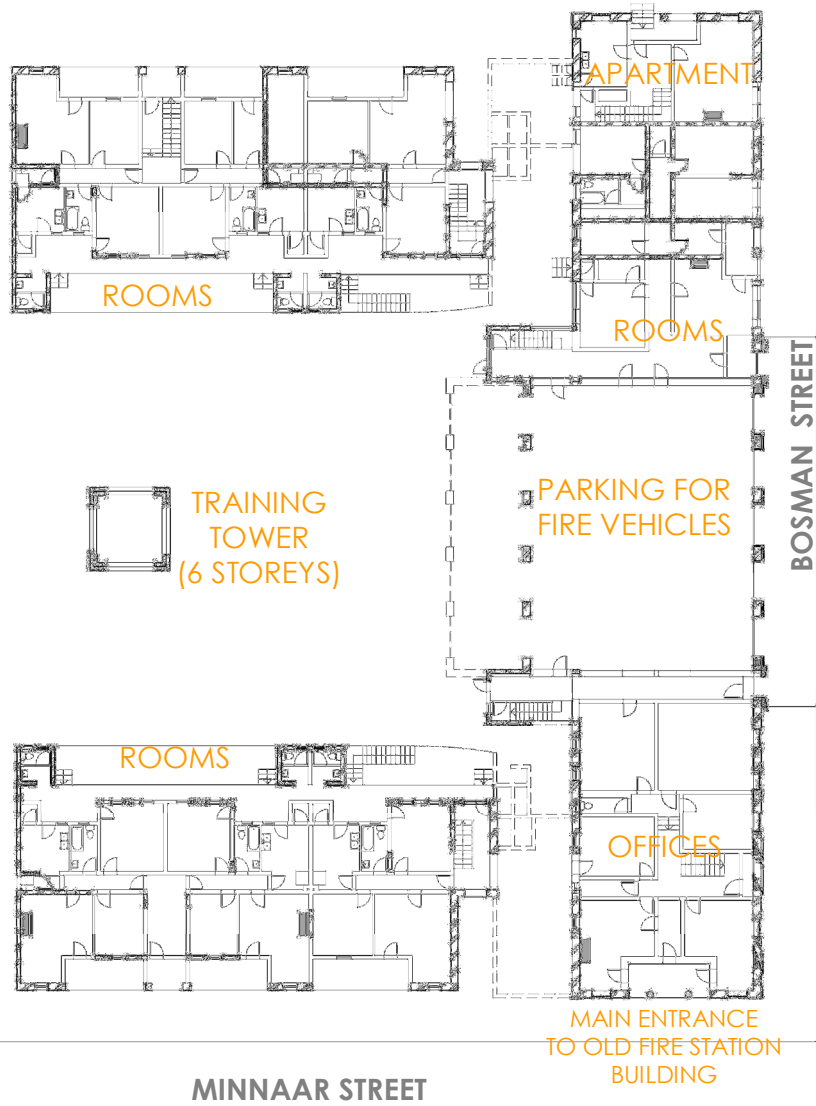 APARTMENT
ROOMS
ROOMS
BOSMAN STREET
TRAINING
TOWER
(6 STOREYS)
PARKING FOR
FIRE VEHICLES
ROOMS
OFFICES
MAIN ENTRANCE
TO OLD FIRE STATION
BUILDING
MINNAAR STREET